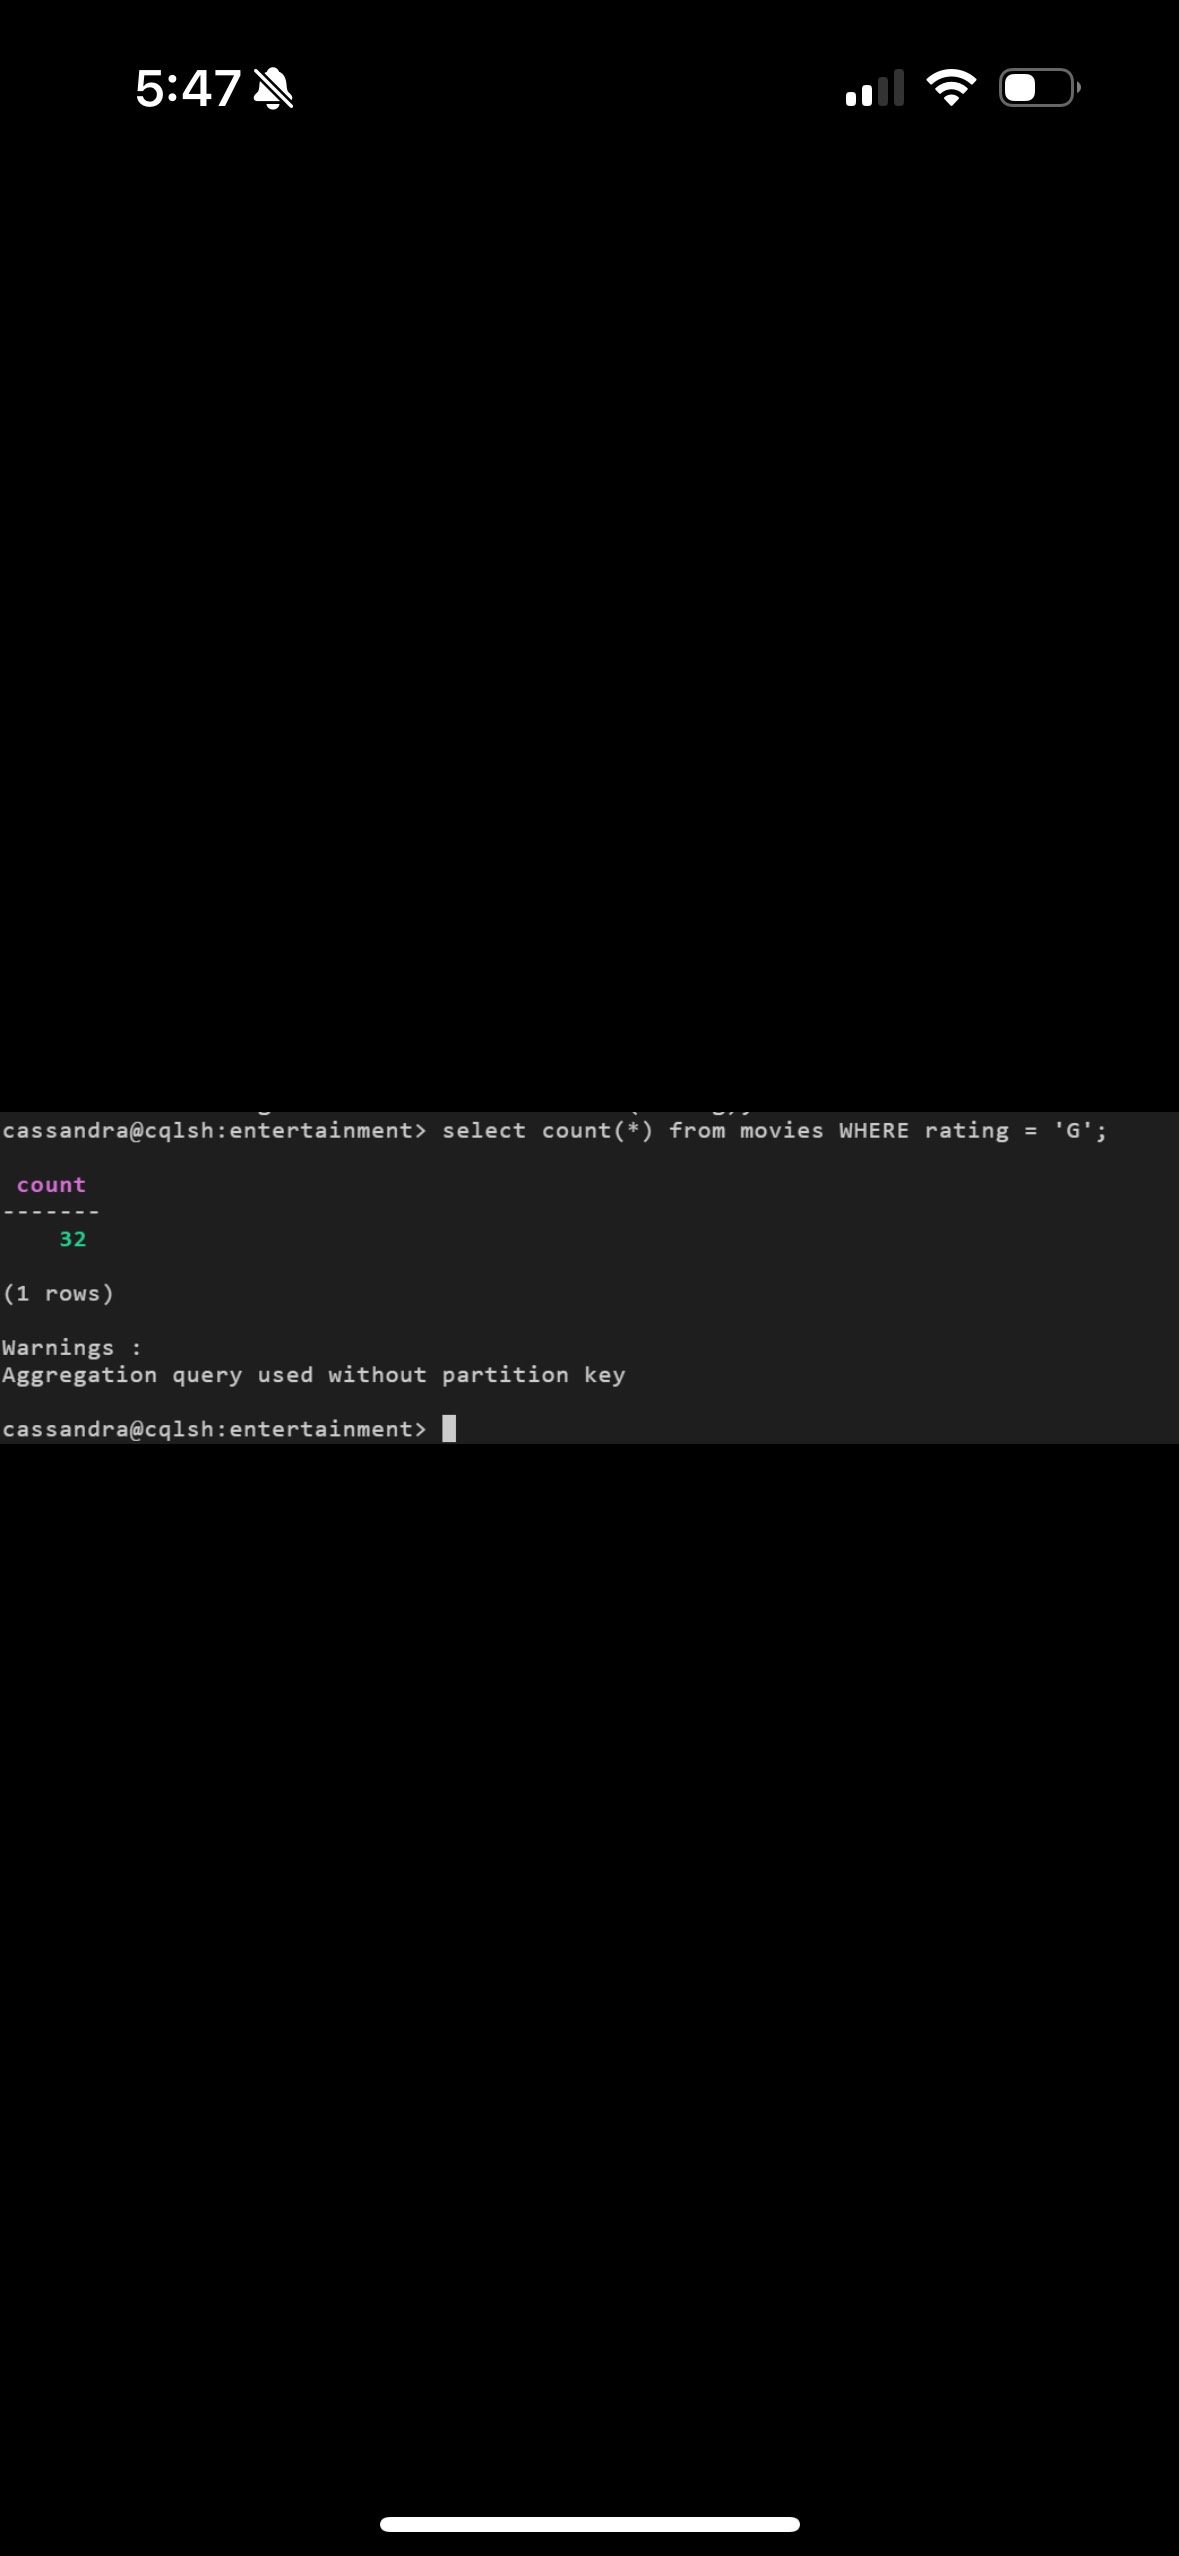 5:47
cassandra@cqlsh:entertainment> select count(*) from movies WHERE rating = 'G';
count
-------
32
(1 rows)
Warnings :
Aggregation query used without partition key
cassandra@cqlsh:entertainment>